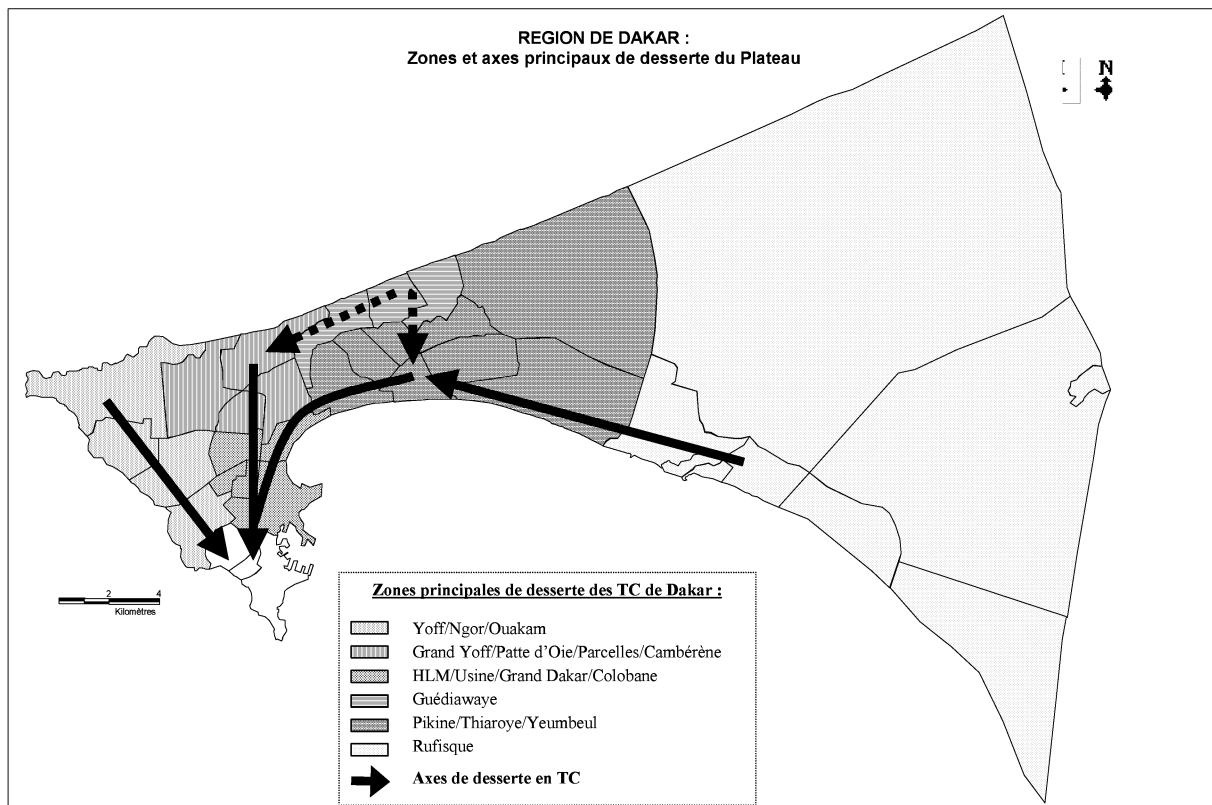 REGION DE DAKAR :
Zones et axes principaux de desserte du Plateau
N
2 4
Kilomètres
Zones principales de desserte des TC de Dakar :
Yoff/Ngor/Ouakam
Grand Yoff/Patte d'Oie/Parcelles/Cambérène
HLM/Usine/Grand Dakar/Colobane
Guédiawaye
Pikine/Thiaroye/Yeumbeul
Rufisque
Axes de desserte en TC